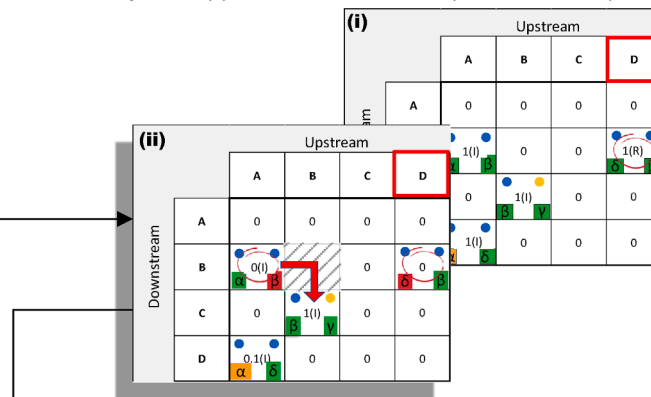 (i)
Upstream
A B C D
A 0 0 0 0
1(I) β 1(R) δ
0 1(I) β γ 0 0
1(I) α δ 0 0 0
(ii)
Upstream
Downstream
A B C D
A 0 0 0 0
B 0(I) α β 0 0 δ β
C 0 1(I) β γ 0 0
D 0.1(I) α δ 0 0 0